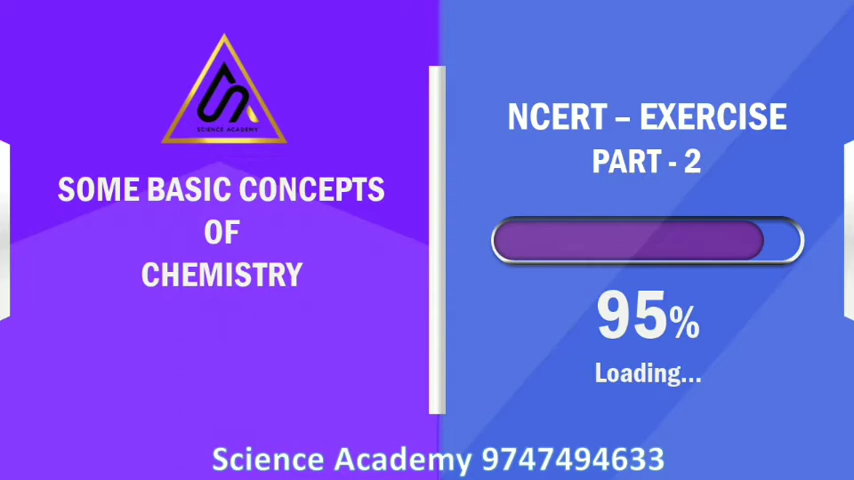 SCIENCE ACADEMY
SOME BASIC CONCEPTS
OF
CHEMISTRY
NCERT – EXERCISE
PART - 2
95%
Loading...
Science Academy 9747494633